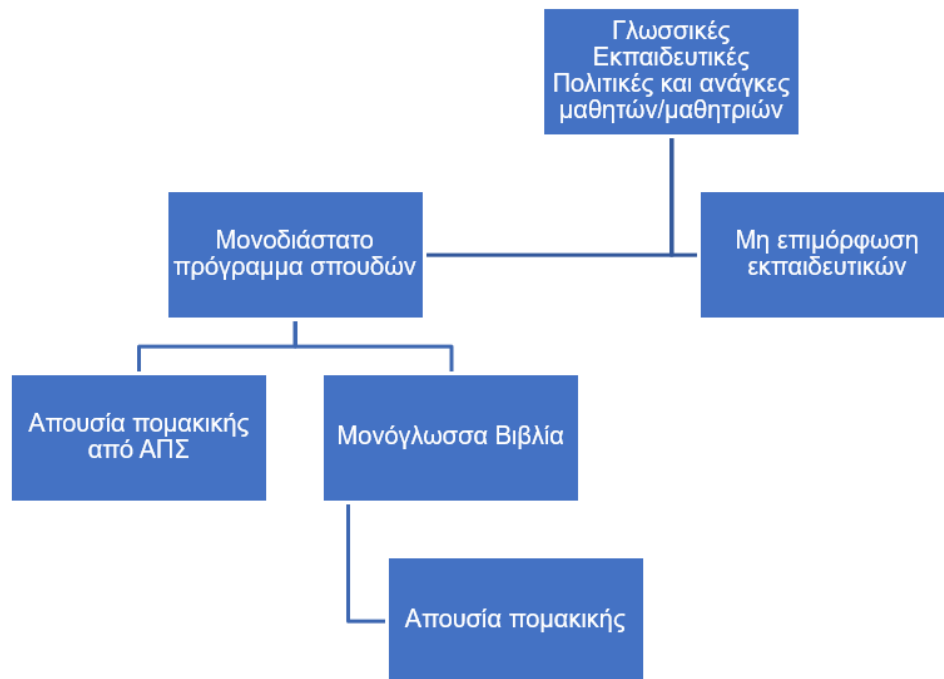 Γλωσσικές
Εκπαιδευτικές
Πολιτικές και ανάγκες
μαθητών/μαθητριών
Μονοδιάστατο
πρόγραμμα σπουδών
Μη επιμόρφωση
εκπαιδευτικών
Απουσία πομακικής
από ΑΠΣ
Μονόγλωσσα Βιβλία
Απουσία πομακικής